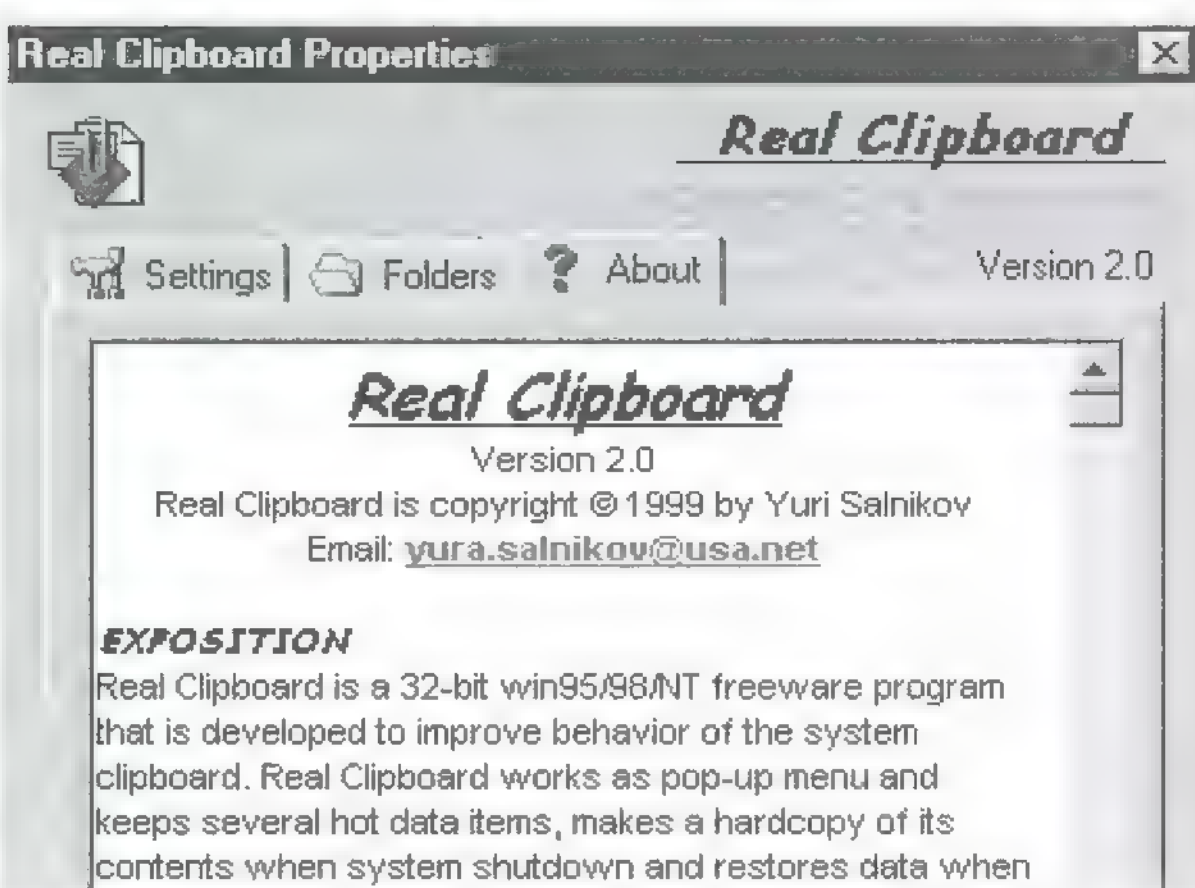 Real Clipboard Properties
Real Clipboard
Settings Folders ? About
Version 2.0
Real Clipboard
Version 2.0
Real Clipboard is copyright © 1999 by Yuri Salnikov
Email: yura.salnikov@usa.net
EXPOSITION
Real Clipboard is a 32-bit win95/98/NT freeware program
that is developed to improve behavior of the system
clipboard. Real Clipboard works as pop-up menu and
keeps several hot data items, makes a hardcopy of its
contents when system shutdown and restores data when